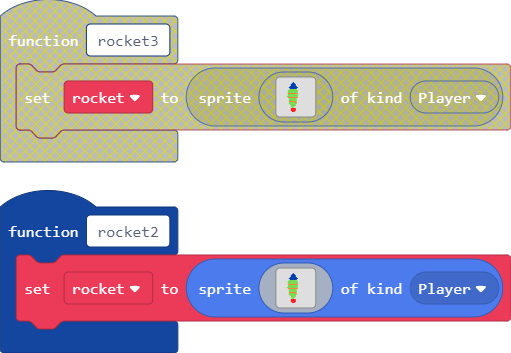 function rocket3
set rocket to sprite of kind Player
function rocket2
set rocket to sprite of kind Player